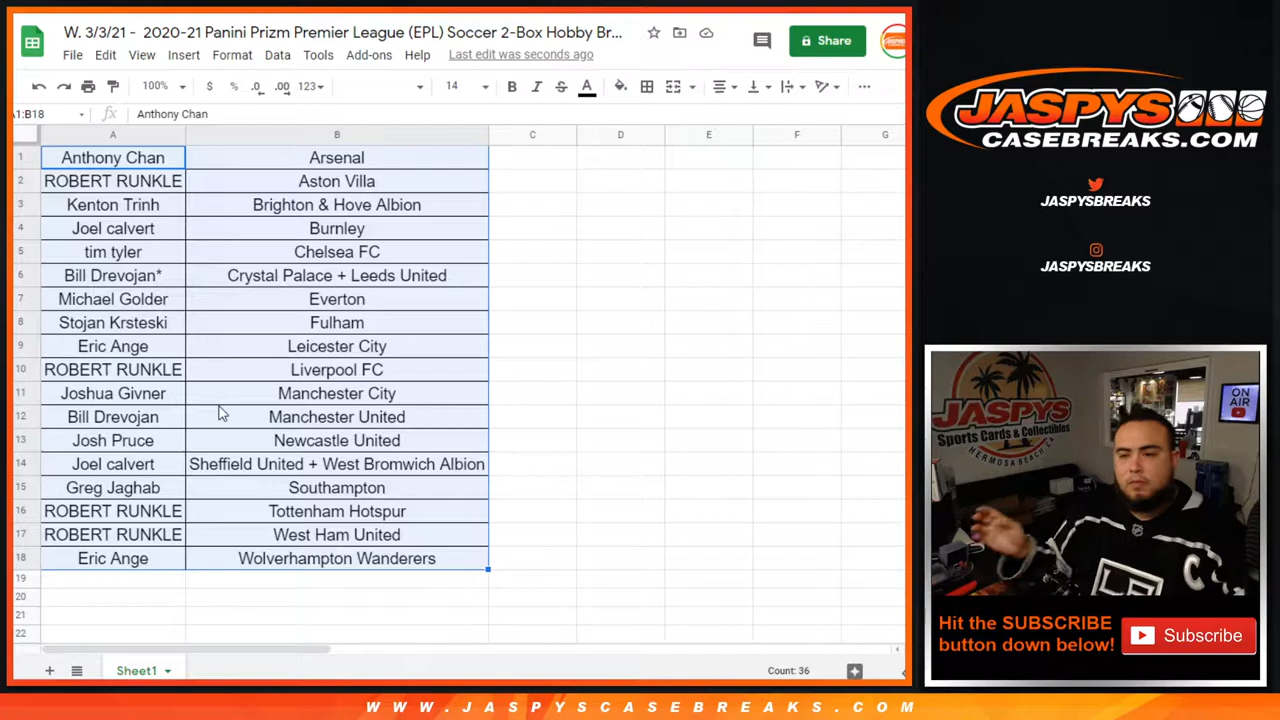 W. 3/3/21 - 2020-21 Panini Prizm Premier League (EPL) Soccer 2-Box Hobby Br...
Share
File Edit View Insert Format Data Tools Add-ons Help Last edit was seconds ago
100% $ % .0 .00 123 14 B I S A
A1:B18 fx Anthony Chan
A B C D E F G
1 Anthony Chan Arsenal
2 ROBERT RUNKLE Aston Villa
3 Kenton Trinh Brighton & Hove Albion
4 Joel calvert Burnley
5 tim tyler Chelsea FC
6 Bill Drevojan* Crystal Palace + Leeds United
7 Michael Golder Everton
8 Stojan Krsteski Fulham
9 Eric Ange Leicester City
10 ROBERT RUNKLE Liverpool FC
11 Joshua Givner Manchester City
12 Bill Drevojan Manchester United
13 Josh Pruce Newcastle United
14 Joel calvert Sheffield United + West Bromwich Albion
15 Greg Jaghab Southampton
16 ROBERT RUNKLE Tottenham Hotspur
17 ROBERT RUNKLE West Ham United
18 Eric Ange Wolverhampton Wanderers
19
20
21
22
Sheet1 Count: 36
JASPYS
CASEBREAKS.COM
JASPYSBREAKS
JASPYSBREAKS
JASPYS
Sports Cards & Collectibles
HERMOSA BEACH CA
ON
AIR
C
LA
Hit the SUBSCRIBE
button down below!
Subscribe
WWW.JASPYSCASEBREAKS.COM